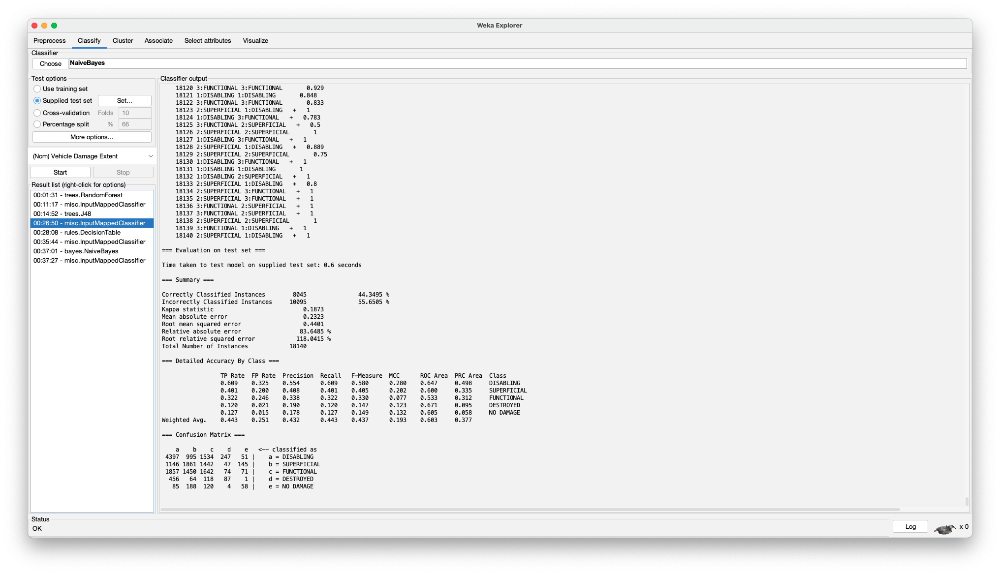 Weka Explorer
Preprocess Classify Cluster Associate Select attributes Visualize
Classifier
Choose NaiveBayes
Test options
Use training set
Supplied test set Set...
Cross-validation Folds 10
Percentage split % 66
More options...
(Nom) Vehicle Damage Extent
Start Stop
Result list (right-click for options)
00:01:31 - trees.RandomForest
00:11:17 - misc.InputMappedClassifier
00:14:52 - trees.J48
00:26:50 - misc.InputMappedClassifier
00:28:08 - rules.DecisionTable
00:35:44 - misc.InputMappedClassifier
00:37:01 - bayes.NaiveBayes
00:37:27 - misc.InputMappedClassifier
Classifier output
18120 3:FUNCTIONAL 3:FUNCTIONAL 0.929
18121 1:DISABLING 1:DISABLING 0.848
18122 3:FUNCTIONAL 3:FUNCTIONAL 0.833
18123 2:SUPERFICIAL 1:DISABLING + 1
18124 1:DISABLING 3:FUNCTIONAL + 0.783
18125 3:FUNCTIONAL 2:SUPERFICIAL + 0.5
18126 2:SUPERFICIAL 2:SUPERFICIAL 1
18127 1:DISABLING 3:FUNCTIONAL + 1
18128 2:SUPERFICIAL 1:DISABLING + 0.889
18129 2:SUPERFICIAL 2:SUPERFICIAL 0.75
18130 1:DISABLING 3:FUNCTIONAL + 1
18131 1:DISABLING 1:DISABLING 1
18132 1:DISABLING 2:SUPERFICIAL + 1
18133 2:SUPERFICIAL 1:DISABLING + 0.8
18134 2:SUPERFICIAL 3:FUNCTIONAL + 1
18135 2:SUPERFICIAL 3:FUNCTIONAL + 1
18136 3:FUNCTIONAL 2:SUPERFICIAL + 1
18137 3:FUNCTIONAL 2:SUPERFICIAL + 1
18138 2:SUPERFICIAL 2:SUPERFICIAL 1
18139 3:FUNCTIONAL 1:DISABLING + 1
18140 2:SUPERFICIAL 1:DISABLING + 1
=== Evaluation on test set ===
Time taken to test model on supplied test set: 0.6 seconds
=== Summary ===
Correctly Classified Instances 8045 44.3495 %
Incorrectly Classified Instances 10095 55.6505 %
Kappa statistic 0.1873
Mean absolute error 0.2323
Root mean squared error 0.4401
Relative absolute error 83.6485 %
Root relative squared error 118.0415 %
Total Number of Instances 18140
=== Detailed Accuracy By Class ===
TP Rate FP Rate Precision Recall F-Measure MCC ROC Area PRC Area Class
0.609 0.325 0.554 0.609 0.580 0.280 0.647 0.498 DISABLING
0.401 0.200 0.408 0.401 0.405 0.202 0.600 0.335 SUPERFICIAL
0.322 0.246 0.338 0.322 0.330 0.077 0.533 0.312 FUNCTIONAL
0.120 0.021 0.190 0.120 0.147 0.123 0.671 0.095 DESTROYED
0.127 0.015 0.178 0.127 0.149 0.132 0.605 0.058 NO DAMAGE
Weighted Avg. 0.443 0.251 0.432 0.443 0.437 0.193 0.603 0.377
=== Confusion Matrix ===
a b c d e <-- classified as
4397 995 1534 247 51 | a = DISABLING
1146 1861 1442 47 145 | b = SUPERFICIAL
1857 1450 1642 74 71 | c = FUNCTIONAL
456 64 118 87 1 | d = DESTROYED
85 188 120 4 58 | e = NO DAMAGE
Status
OK
Log x 0